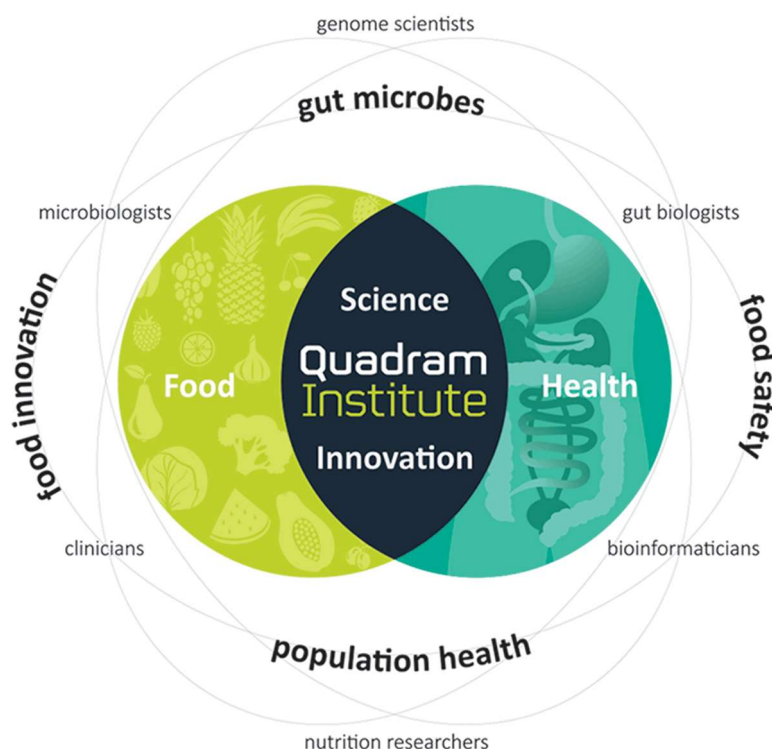 genome scientists
gut microbes
microbiologists
gut biologists
food innovation
food safety
Science
Food
Quadram
Institute
Health
Innovation
clinicians
bioinformaticians
population health
nutrition researchers